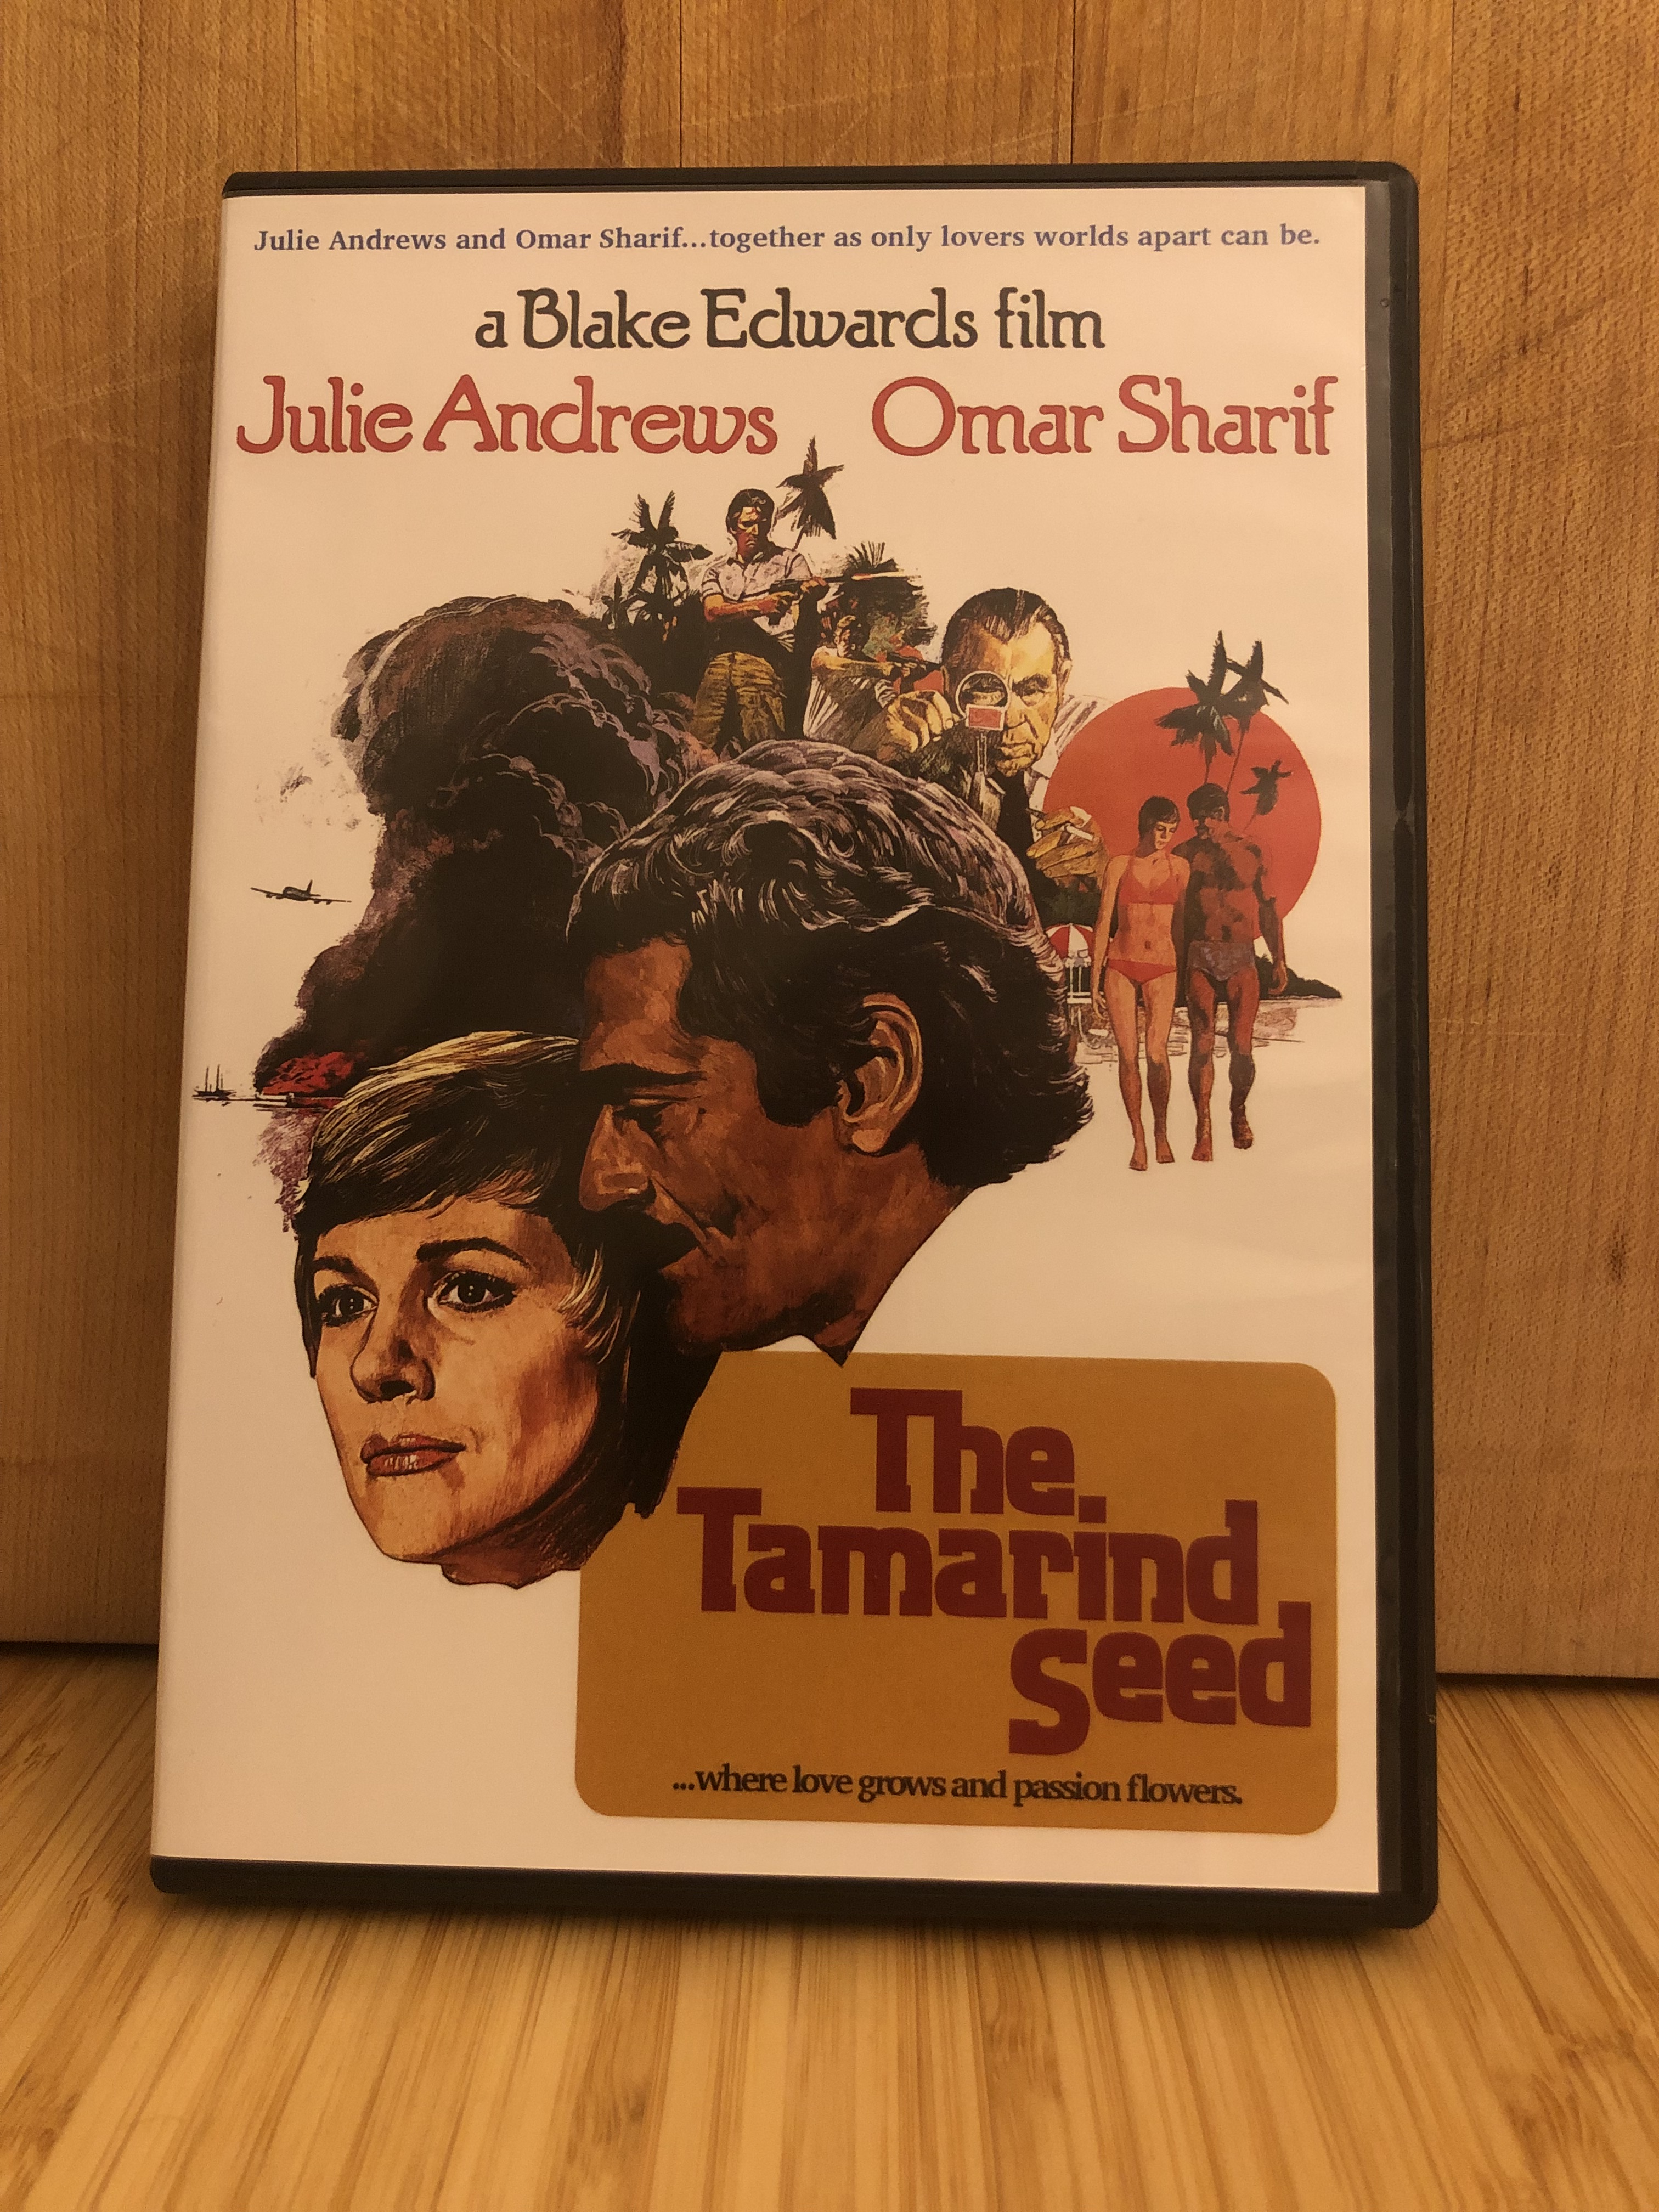 Julie Andrews and Omar Sharif...together as only lovers worlds apart can be.
a Blake Edwards film
Julie Andrews Omar Sharif
The
Tamarind
Seed
...where love grows and passion flowers.